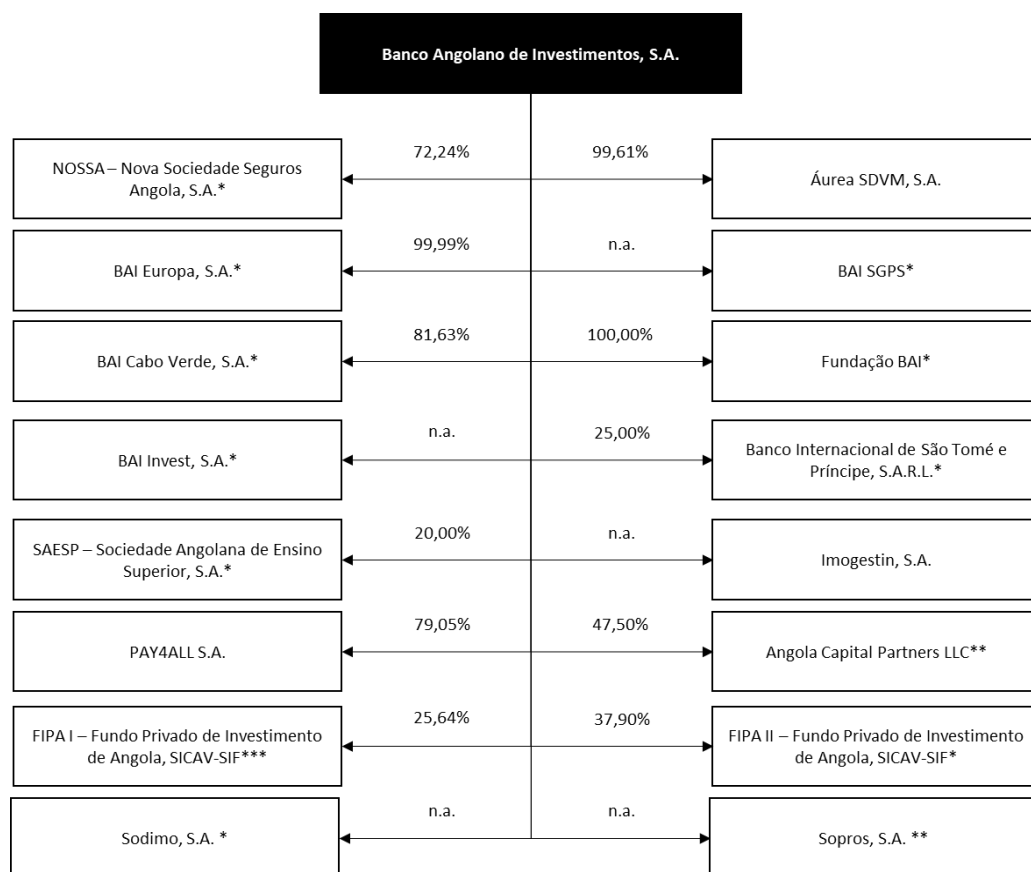 Banco Angolano de Investimentos, S.A.
72,24%
99,61%
NOSSA – Nova Sociedade Seguros
Angola, S.A.*
Áurea SDVM, S.A.
99,99%
n.a.
BAI Europa, S.A.*
BAI SGPS*
81,63%
100,00%
BAI Cabo Verde, S.A.*
Fundação BAI*
n.a.
25,00%
BAI Invest, S.A.*
Banco Internacional de São Tomé e
Príncipe, S.A.R.L.*
20,00%
n.a.
SAESP – Sociedade Angolana de Ensino
Superior, S.A.*
Imogestin, S.A.
79,05%
47,50%
PAY4ALL S.A.
Angola Capital Partners LLC**
25,64%
37,90%
FIPA I – Fundo Privado de Investimento
de Angola, SICAV-SIF***
FIPA II – Fundo Privado de Investimento
de Angola, SICAV-SIF*
n.a.
n.a.
Sodimo, S.A. *
Sopros, S.A. **